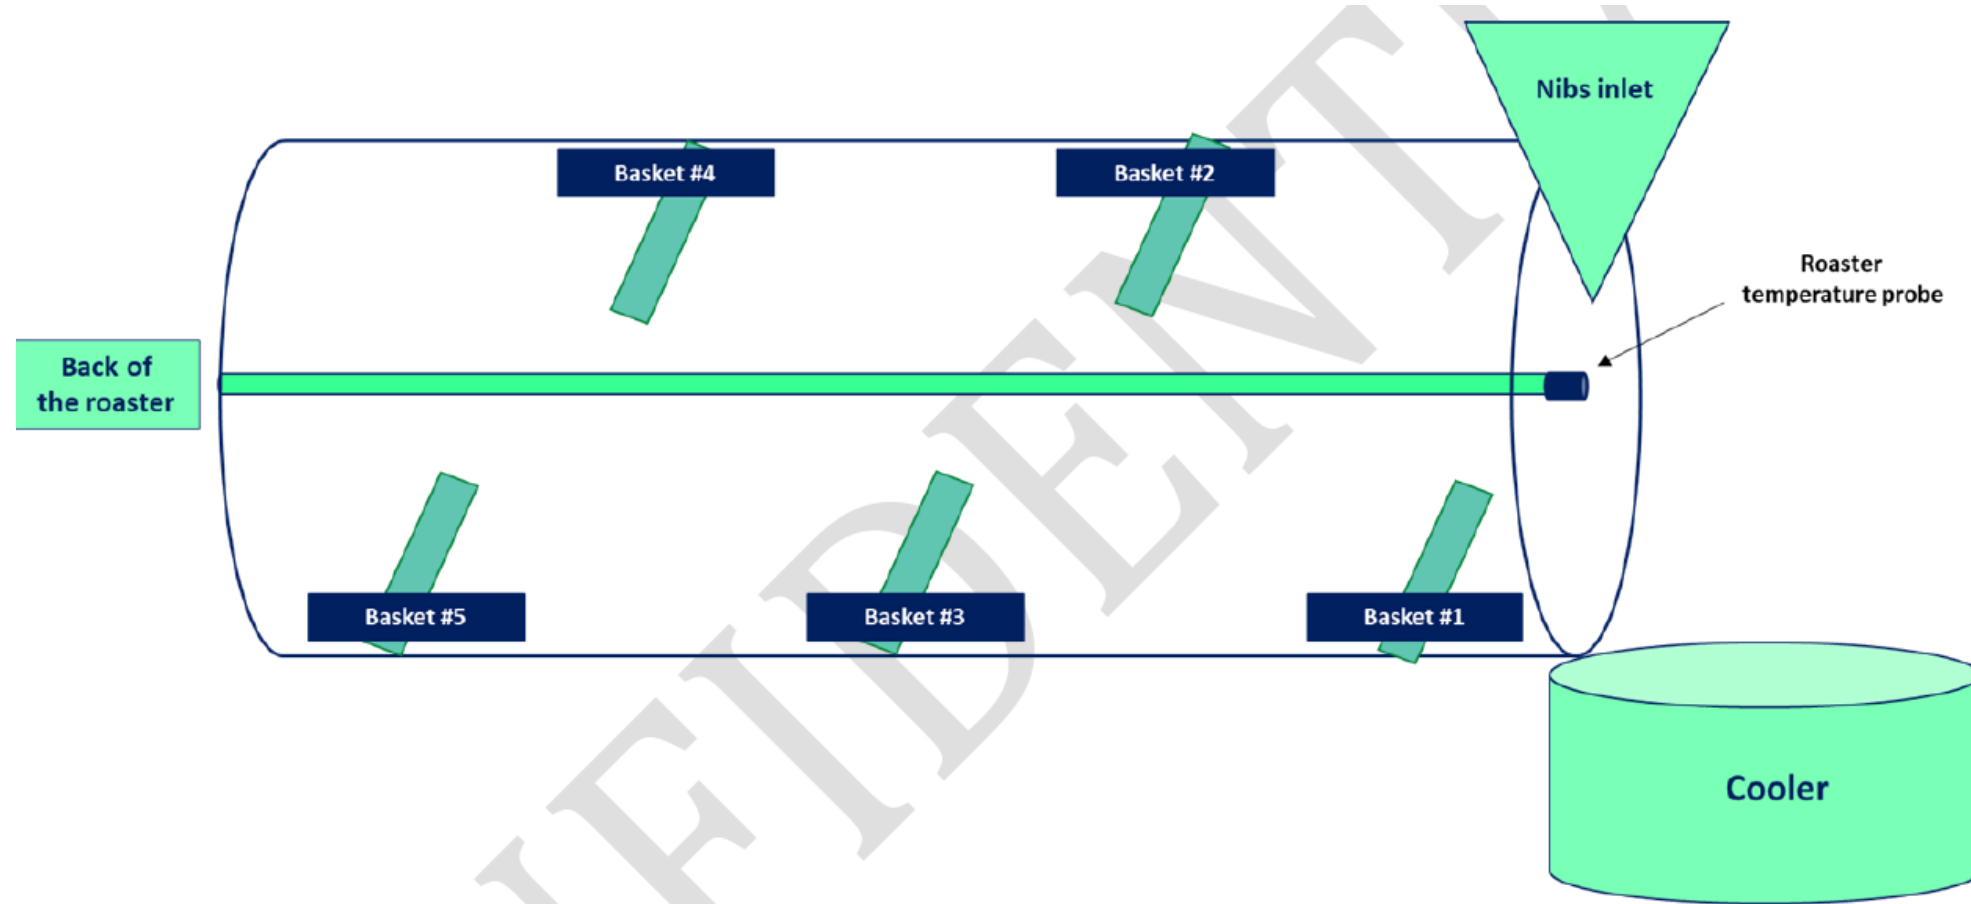 Nibs inlet
Basket #4
Basket #2
Roaster
temperature probe
Back of
the roaster
Basket #5
Basket #3
Basket #1
Cooler
FIDENT